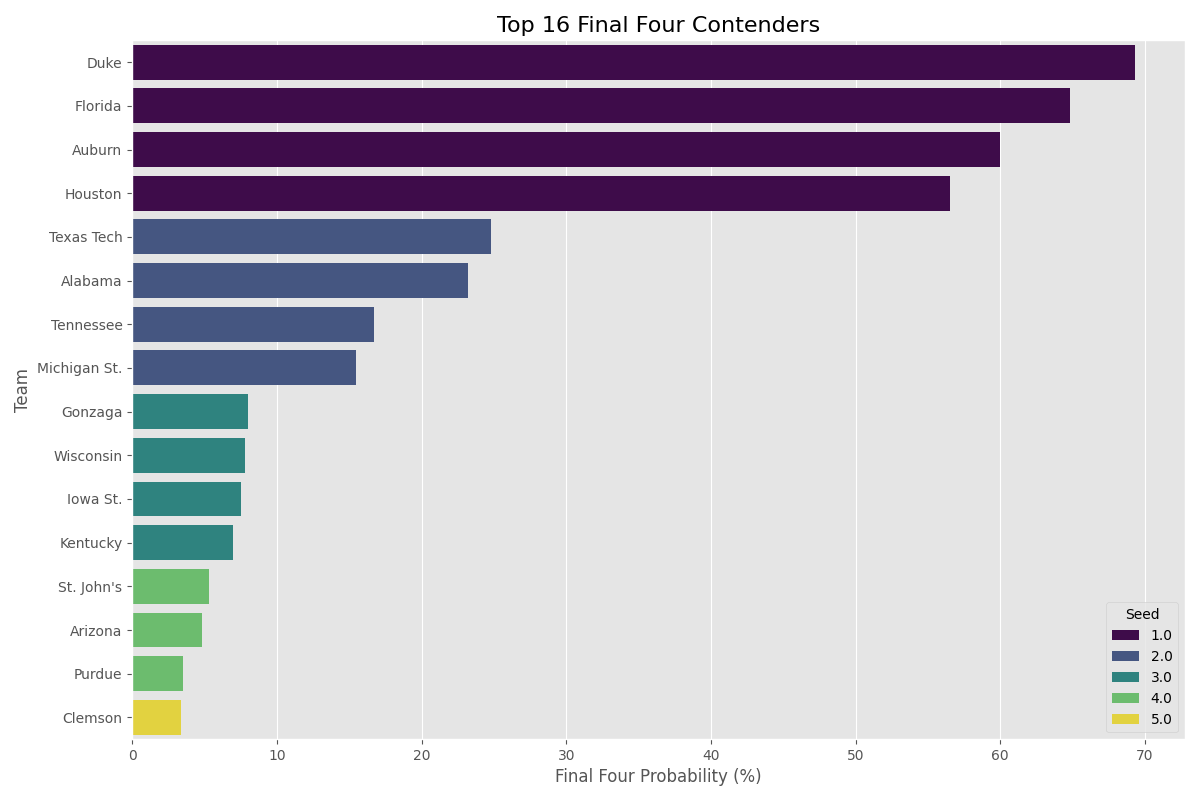 Top 16 Final Four Contenders
Team
Duke
Florida
Auburn
Houston
Texas Tech
Alabama
Tennessee
Michigan St.
Gonzaga
Wisconsin
Iowa St.
Kentucky
St. John's
Arizona
Purdue
Clemson
Seed
1.0
2.0
3.0
4.0
5.0
0 10 20 30 40 50 60 70
Final Four Probability (%)